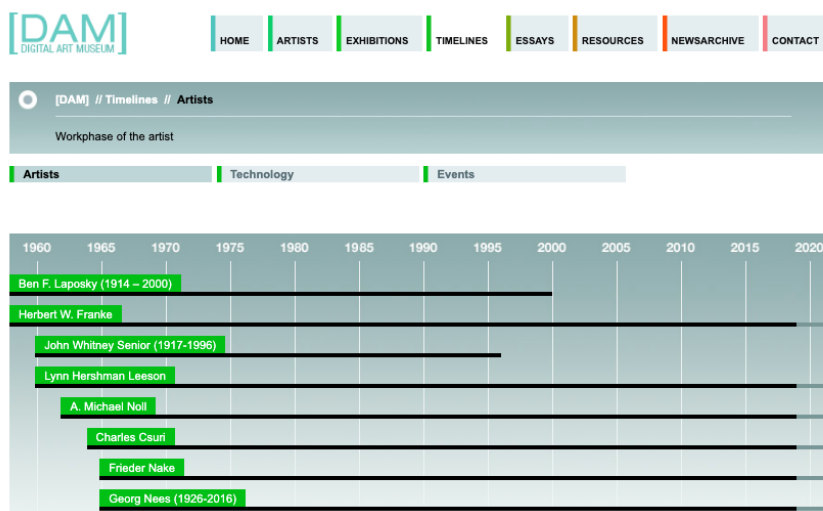 [DAM]
DIGITAL ART MUSEUM
HOME ARTISTS EXHIBITIONS TIMELINES ESSAYS RESOURCES NEWSARCHIVE CONTACT
[DAM] // Timelines // Artists
Workphase of the artist
Artists Technology Events
1960 1965 1970 1975 1980 1985 1990 1995 2000 2005 2010 2015 2020
Ben F. Laposky (1914 – 2000)
Herbert W. Franke
John Whitney Senior (1917-1996)
Lynn Hershman Leeson
A. Michael Noll
Charles Csuri
Frieder Nake
Georg Nees (1926-2016)